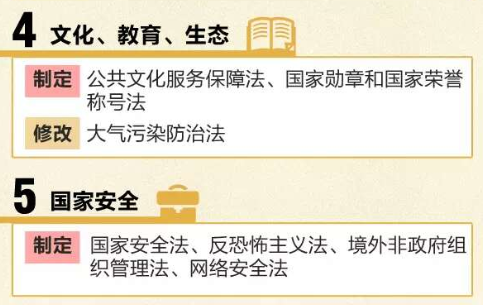 4 文化、教育、生态
制定 公共文化服务保障法、国家勋章和国家荣誉
称号法
修改 大气污染防治法
5 国家安全
制定 国家安全法、反恐怖主义法、境外非政府组
织管理法、网络安全法